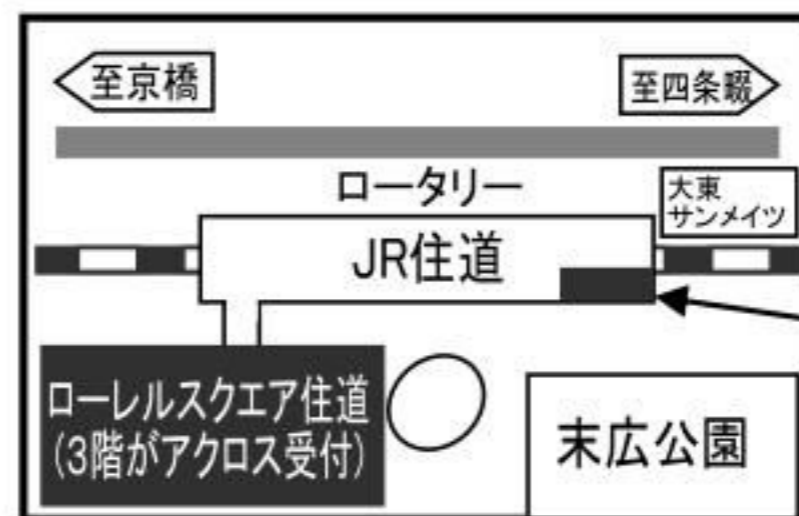 至京橋
至四条畷
ロータリー
大東
サンメイツ
JR住道
ローレルスクエア住道
(3階がアクロス受付)
末広公園